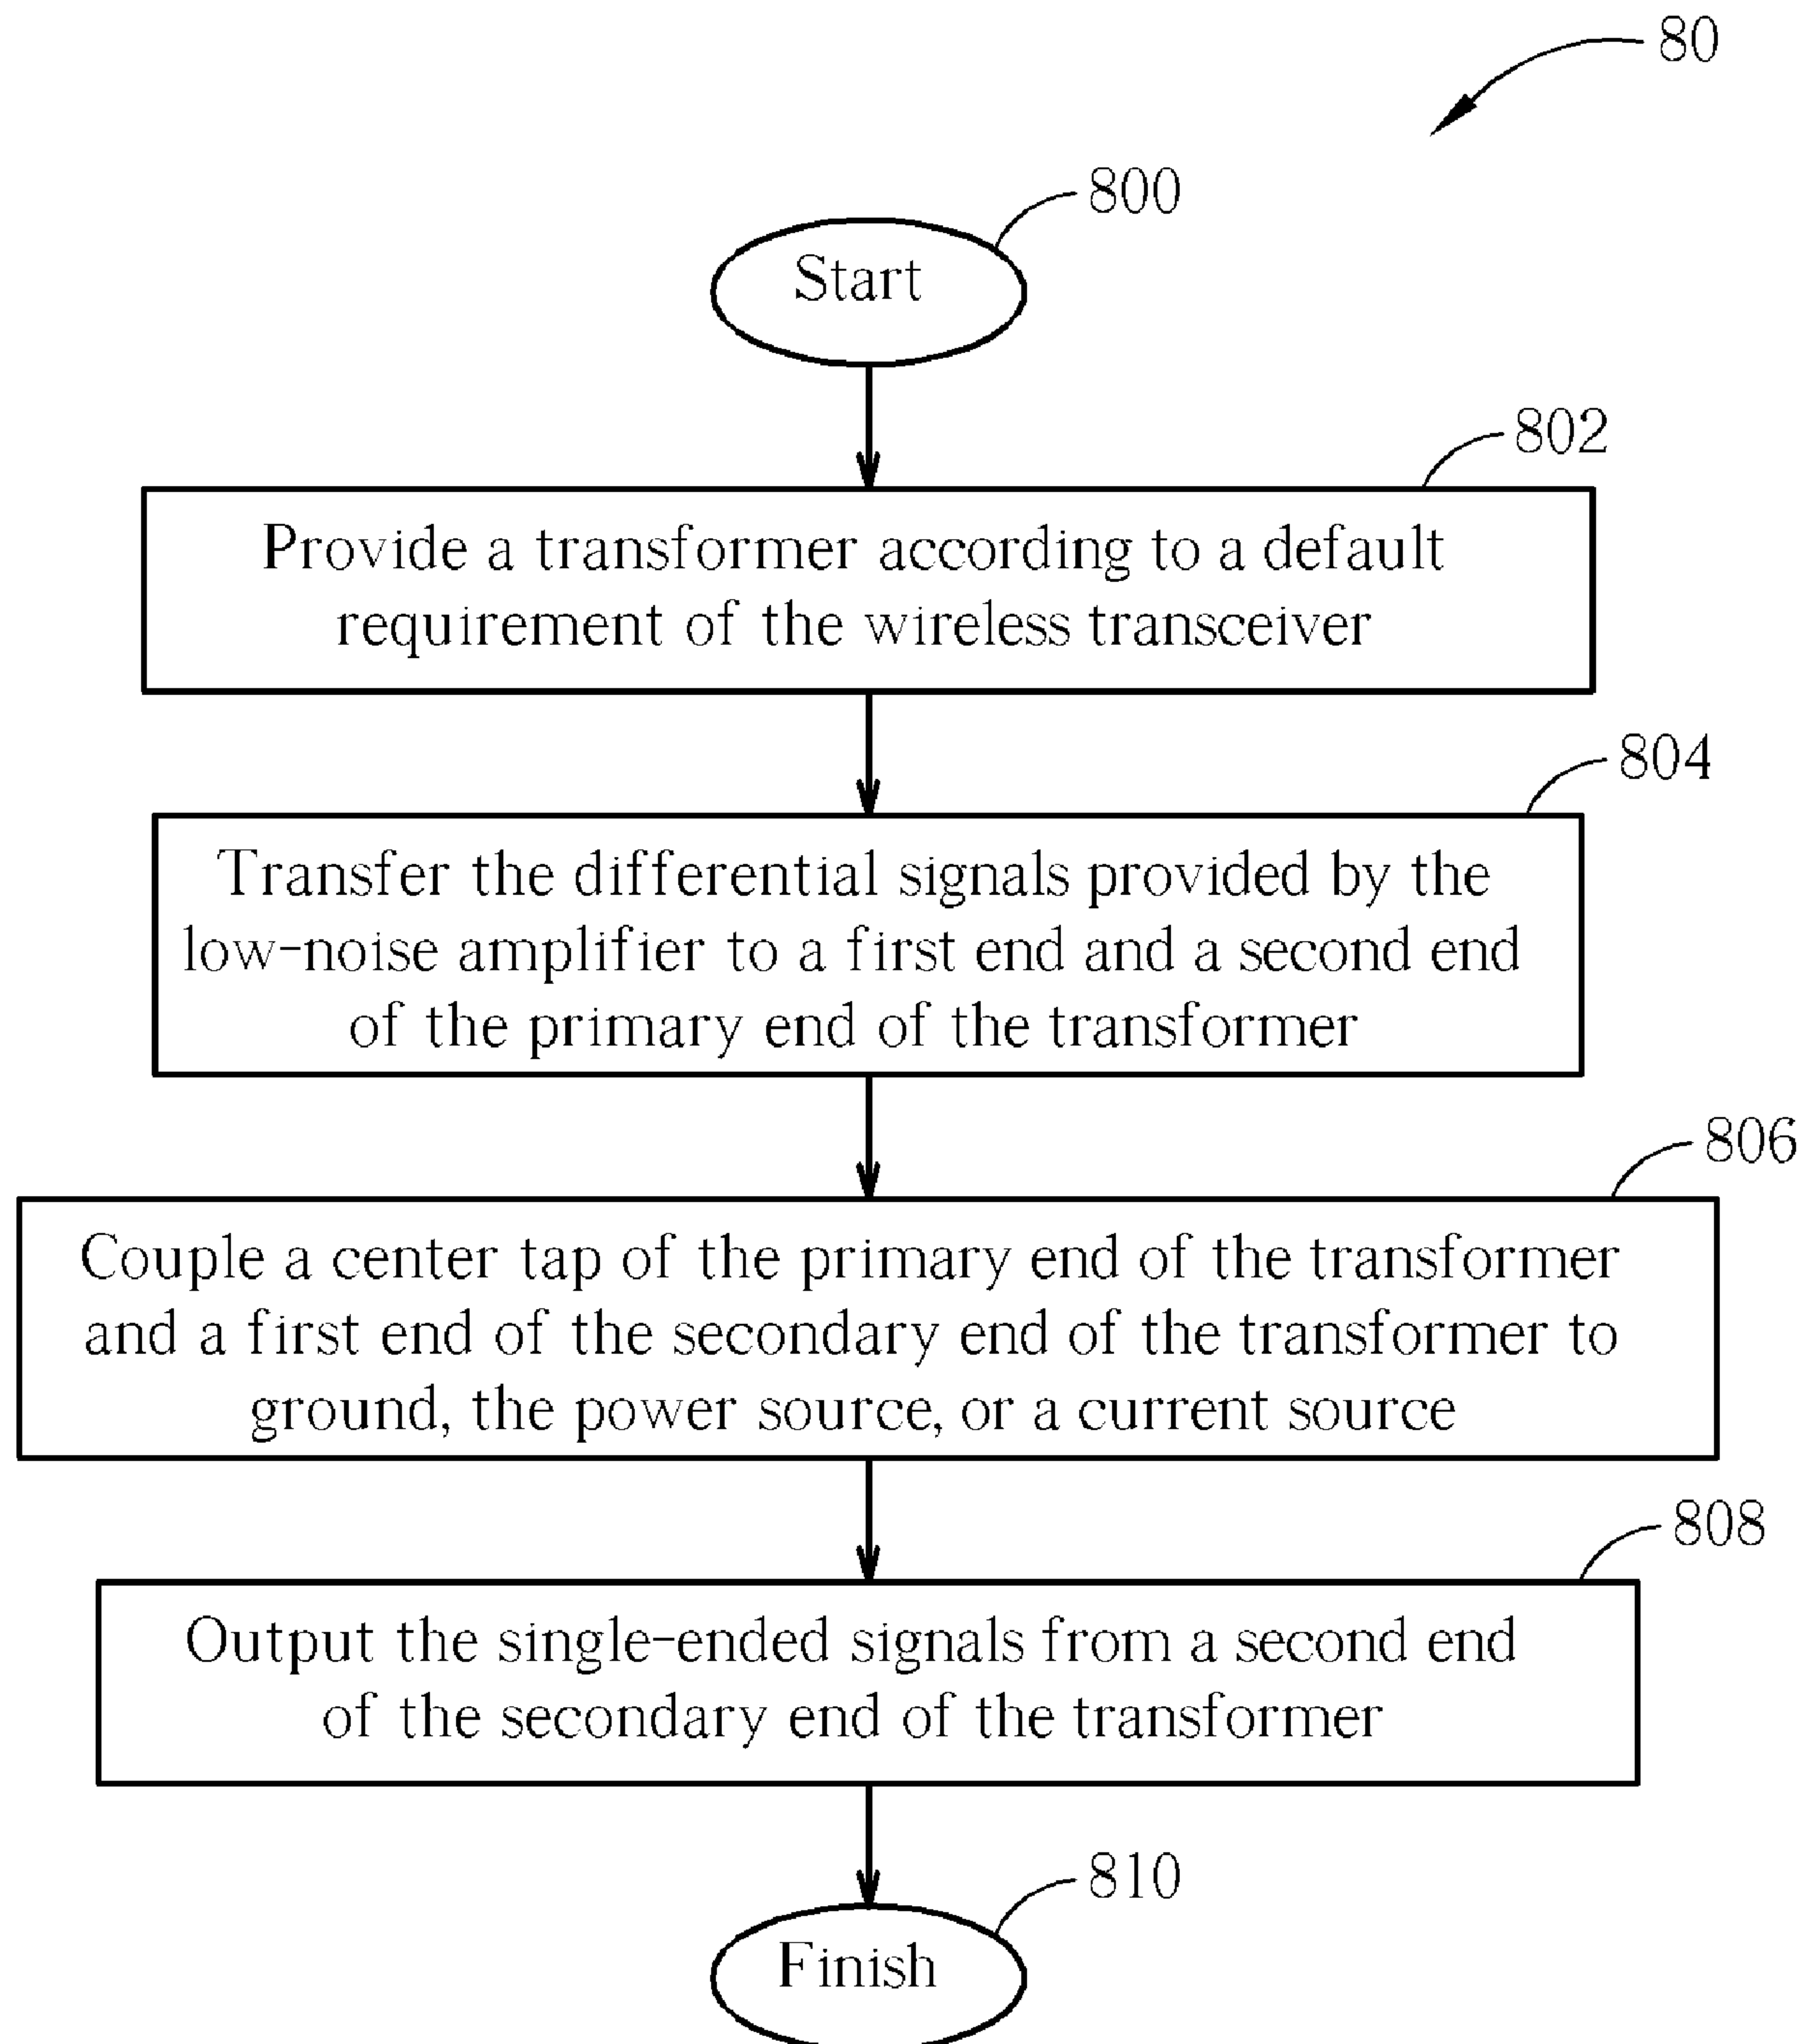 80
800
Start
802
Provide a transformer according to a default
requirement of the wireless transceiver
804
Transfer the differential signals provided by the
low-noise amplifier to a first end and a second end
of the primary end of the transformer
806
Couple a center tap of the primary end of the transformer
and a first end of the secondary end of the transformer to
ground, the power source, or a current source
808
Output the single-ended signals from a second end
of the secondary end of the transformer
810
Finish